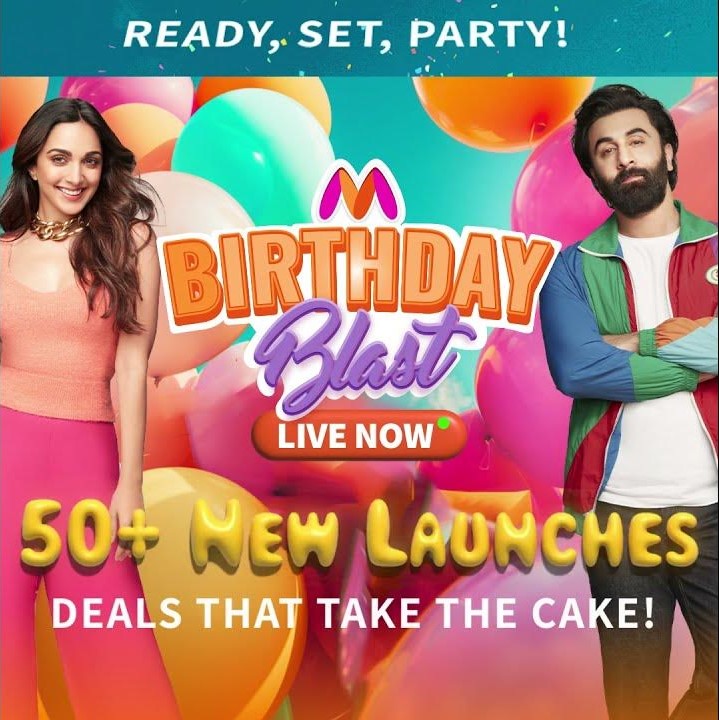 READY, SET, PARTY!
BIRTHDAY
Blast
LIVE NOW
50+ NEW LAUNCHES
DEALS THAT TAKE THE CAKE!